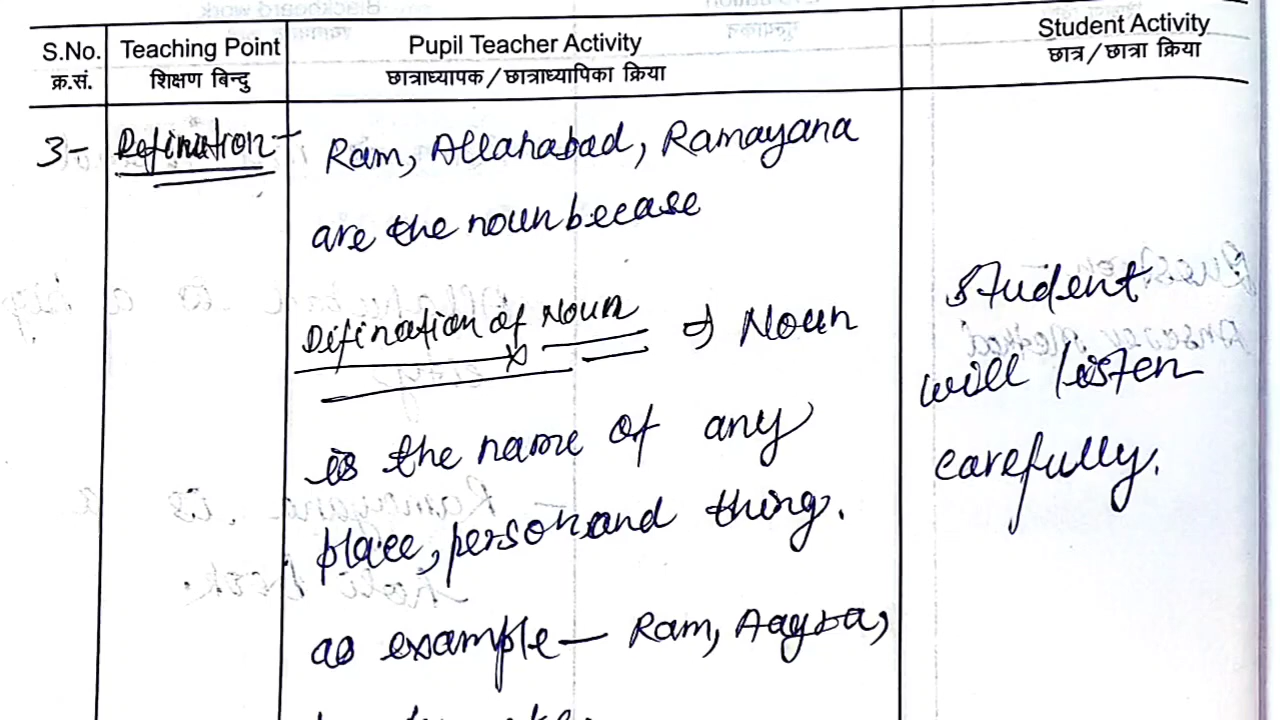 S.No. Teaching Point Pupil Teacher Activity Student Activity
क्र.सं. शिक्षण बिन्दु छात्राध्यापक / छात्राध्यापिका क्रिया छात्र / छात्रा क्रिया
3- Defination- Ram, Allahabad, Ramayana
are the noun becase
Difination of Noun → Noun
is the name of any
place, person and thing.
as example – Ram, Aagra,
student
will listen
carefully.